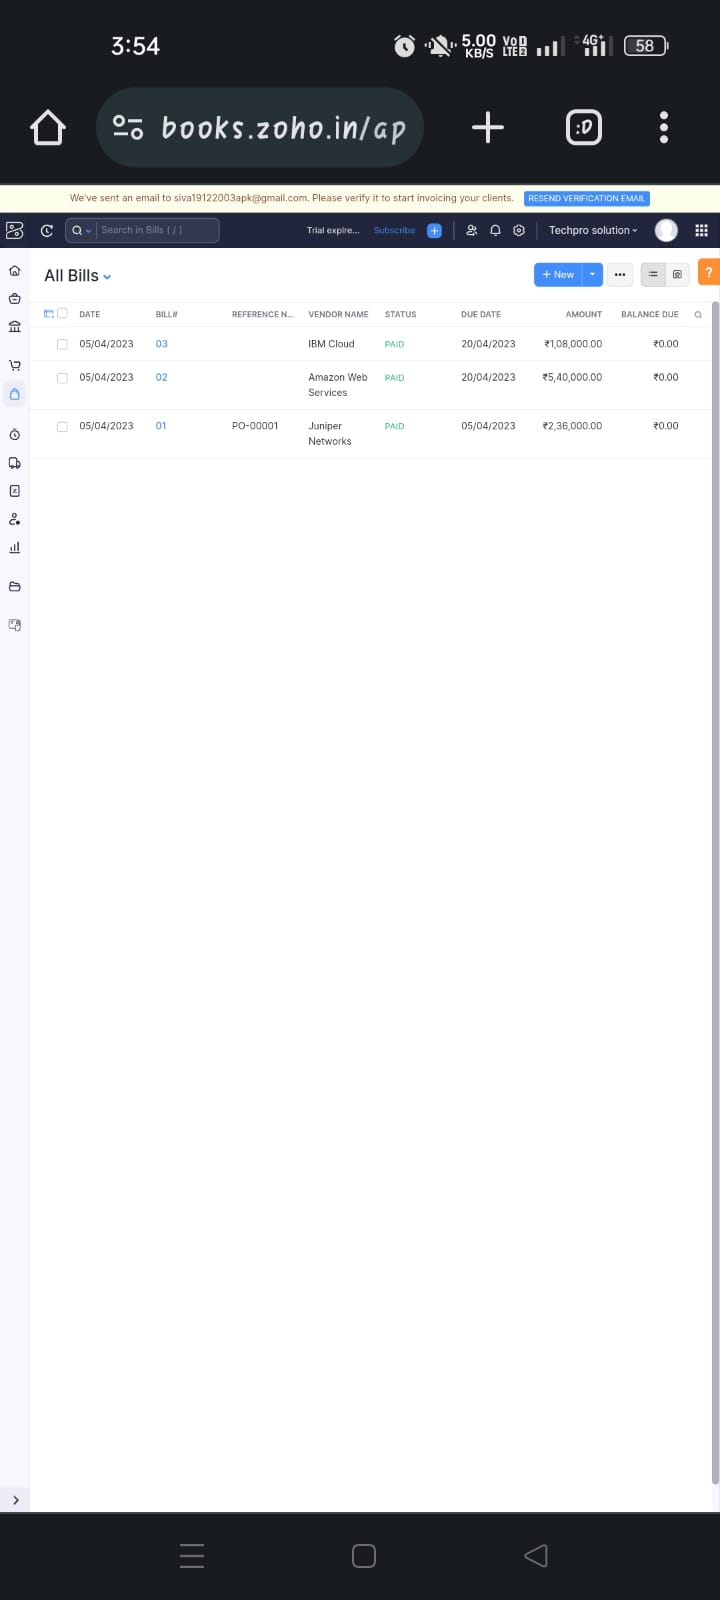 3:54
5.00 KB/S VoD LTE2 4G+ 58
books.zoho.in/ap
:D
We've sent an email to siva19122003apk@gmail.com. Please verify it to start invoicing your clients. RESEND VERIFICATION EMAIL
Search in Bills ( / ) Trial expire... Subscribe Techpro solution
All Bills
+ New ?
DATE BILL# REFERENCE N... VENDOR NAME STATUS DUE DATE AMOUNT BALANCE DUE
05/04/2023 03 IBM Cloud PAID 20/04/2023 ₹1,08,000.00 ₹0.00
05/04/2023 02 Amazon Web Services PAID 20/04/2023 ₹5,40,000.00 ₹0.00
05/04/2023 01 PO-00001 Juniper Networks PAID 05/04/2023 ₹2,36,000.00 ₹0.00